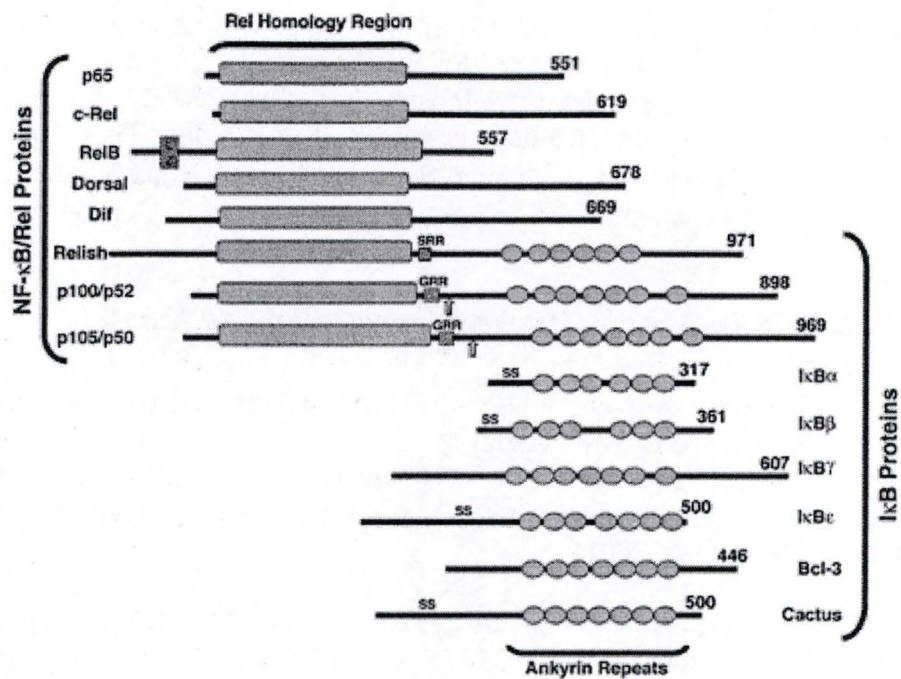 Rel Homology Region
NF-κB/Rel Proteins
p65 551
c-Rel 619
RelB 557
Dorsal 678
Dif 669
Relish SRR 971
p100/p52 GRR 898
p105/p50 GRR 969
SS 317 IκBα
SS 361 IκBβ
607 IκBγ
SS 500 IκBε
446 Bcl-3
SS 500 Cactus
IκB Proteins
Ankyrin Repeats